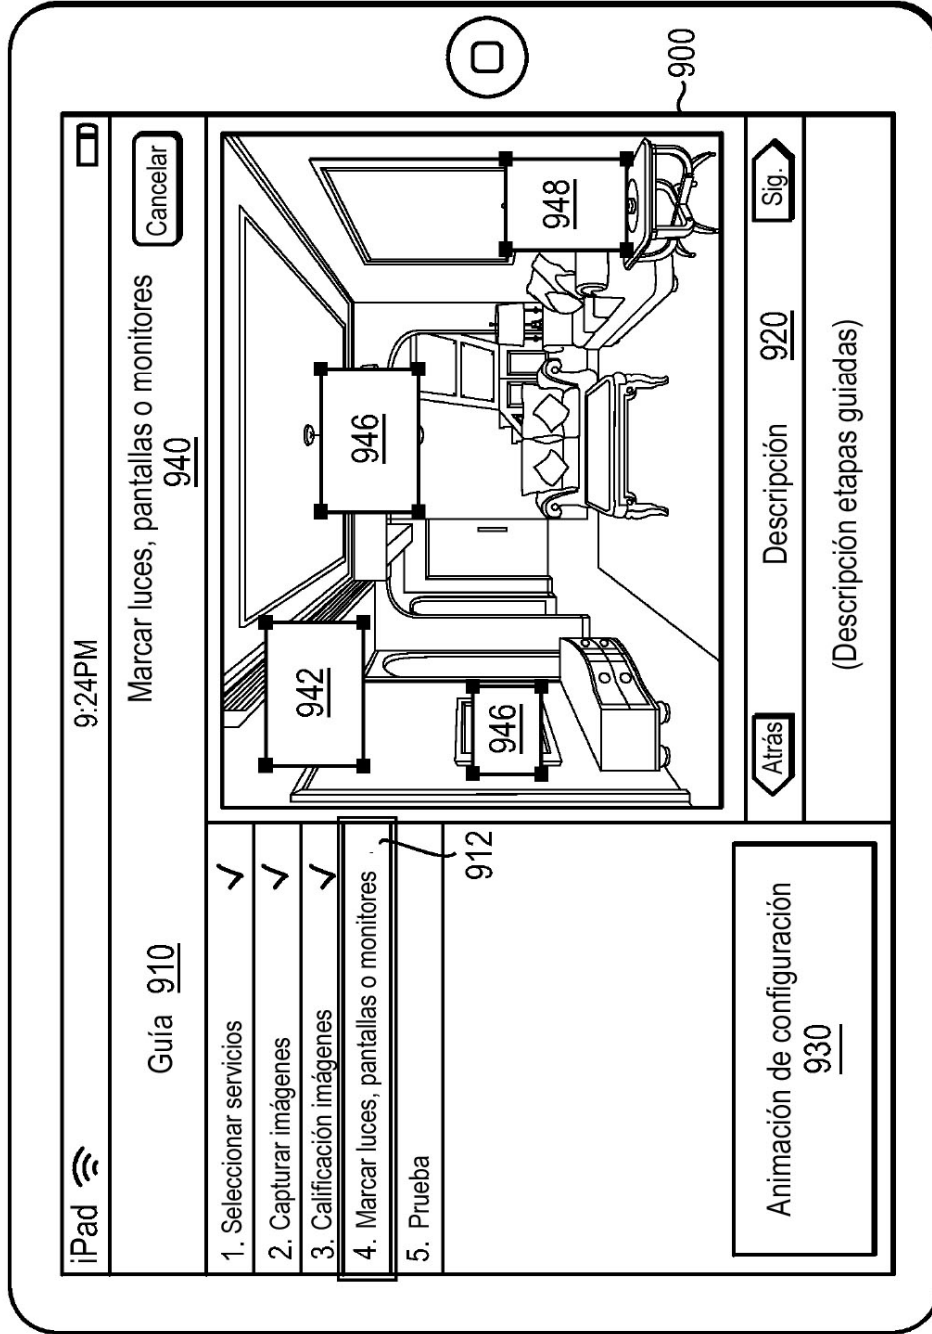 iPad 9:24PM
Guía 910
Marcar luces, pantallas o monitores
940
Cancelar
1. Seleccionar servicios ✓
2. Capturar imágenes ✓
3. Calificación imágenes ✓
4. Marcar luces, pantallas o monitores
5. Prueba
912
Animación de configuración
930
942
946
946
948
Atrás
Descripción 920
Sig.
(Descripción etapas guiadas)
900